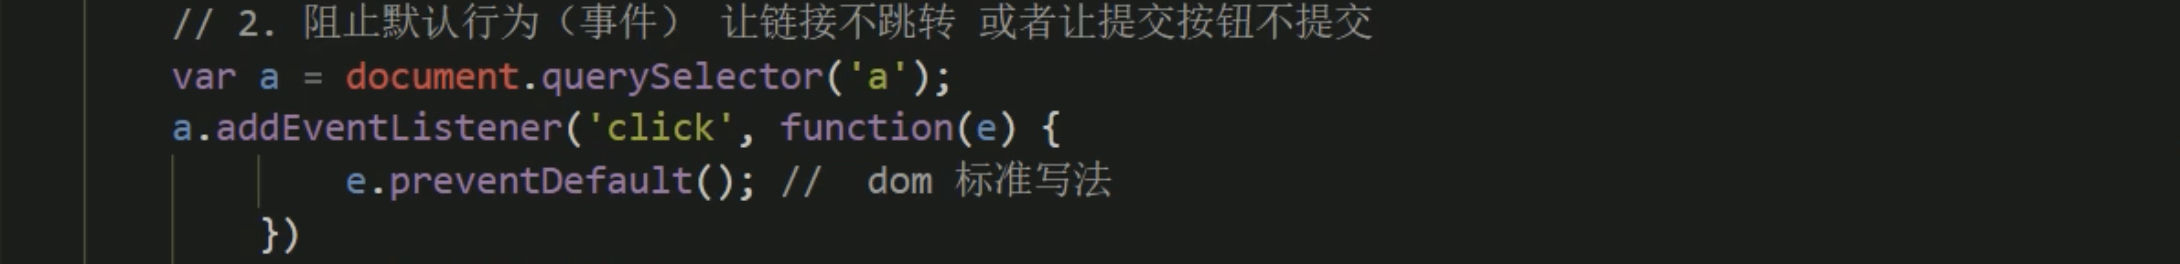 // 2. 阻止默认行为（事件） 让链接不跳转 或者让提交按钮不提交
var a = document.querySelector('a');
a.addEventListener('click', function(e) {
e.preventDefault(); //  dom 标准写法
})